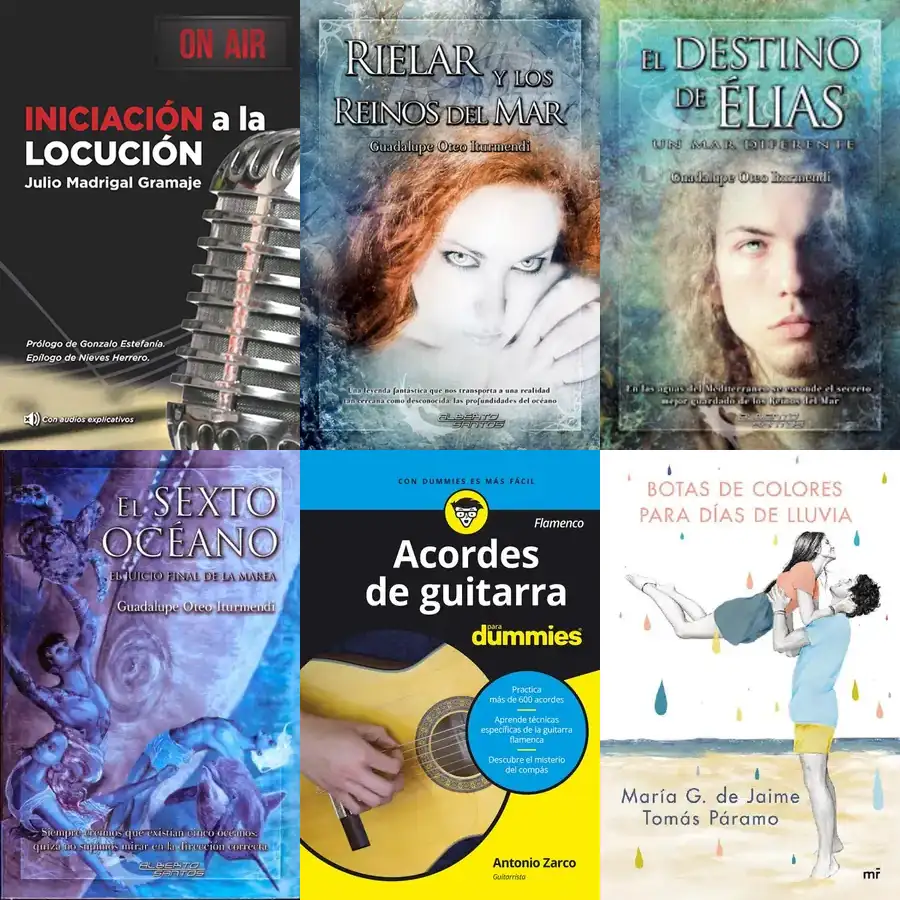 ON AIR
INICIACIÓN a la
LOCUCIÓN
Julio Madrigal Gramaje
Prólogo de Gonzalo Estefanía.
Epílogo de Nieves Herrero.
Con audios explicativos
RIELAR Y LOS
REINOS DEL MAR
Guadalupe Oteo Iturmendi
Una leyenda fantástica que nos transporta a una realidad
tan cercana como desconocida: las profundidades del océano
ALBERTO
SANTOS
EL DESTINO
DE ÉLIAS
UN MAR DIFERENTE
Guadalupe Oteo Iturmendi
En las aguas del Mediterráneo se esconde el secreto
mejor guardado de los Reinos del Mar
ALBERTO
SANTOS
EL SEXTO
OCÉANO
EL JUICIO FINAL DE LA MAREA
Guadalupe Oteo Iturmendi
Siempre creímos que existían cinco océanos,
quizá no supimos mirar en la dirección correcta
ALBERTO
SANTOS
CON DUMMIES ES MÁS FÁCIL
Flamenco
Acordes
de guitarra
para
dummies
Practica
más de 600 acordes
Aprende técnicas
específicas de la guitarra
flamenca
Descubre el misterio
del compás
Antonio Zarco
Guitarrista
BOTAS DE COLORES
PARA DÍAS DE LLUVIA
María G. de Jaime
Tomás Páramo
mr